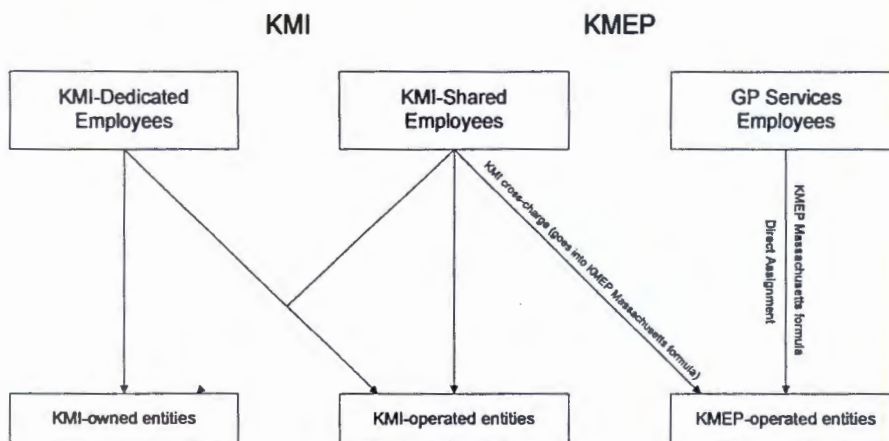 KMI
KMEP
KMI-Dedicated
Employees
KMI-Shared
Employees
GP Services
Employees
KMI cross-charge (goes into KMEP Massachusetts formula)
KMEP Massachusetts formula
Direct Assignment
KMI-owned entities
KMI-operated entities
KMEP-operated entities